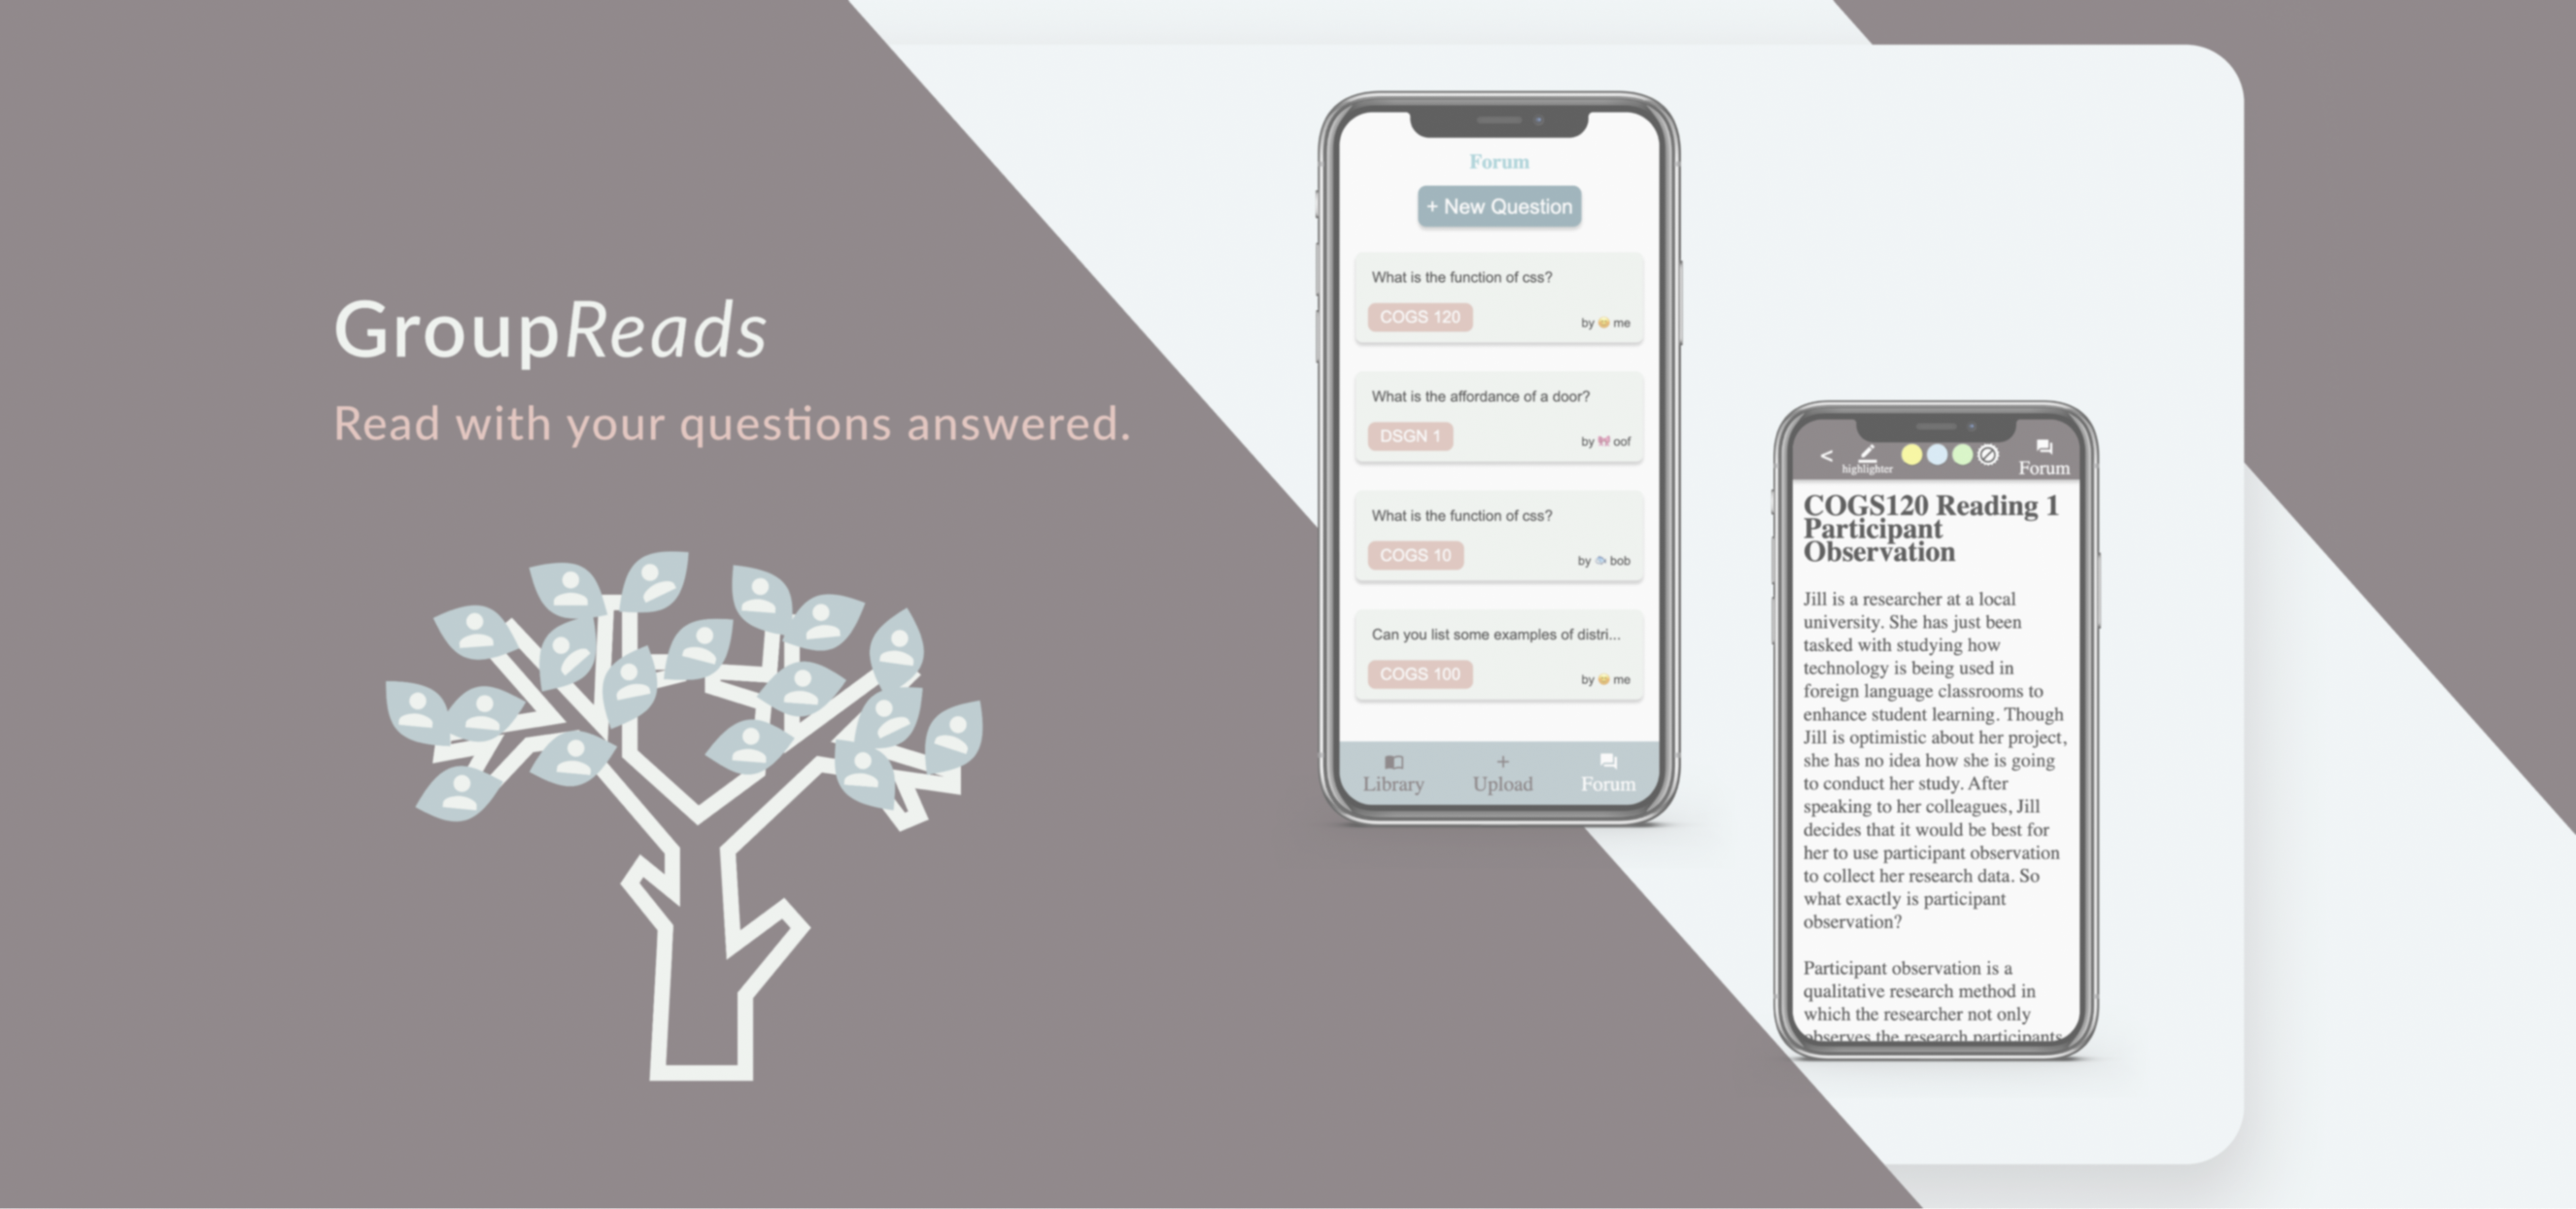 GroupReads
Read with your questions answered.
Forum
+ New Question
What is the function of css?
COGS 120
by 😊 me
What is the affordance of a door?
DSGN 1
by 🎀 oof
What is the function of css?
COGS 10
by 🐟 bob
Can you list some examples of distri...
COGS 100
by 😊 me
Library
+
Upload
Forum
<
highlighter
Forum
COGS120 Reading 1
Participant
Observation
Jill is a researcher at a local
university. She has just been
tasked with studying how
technology is being used in
foreign language classrooms to
enhance student learning. Though
Jill is optimistic about her project,
she has no idea how she is going
to conduct her study. After
speaking to her colleagues, Jill
decides that it would be best for
her to use participant observation
to collect her research data. So
what exactly is participant
observation?
Participant observation is a
qualitative research method in
which the researcher not only
observes the research participants